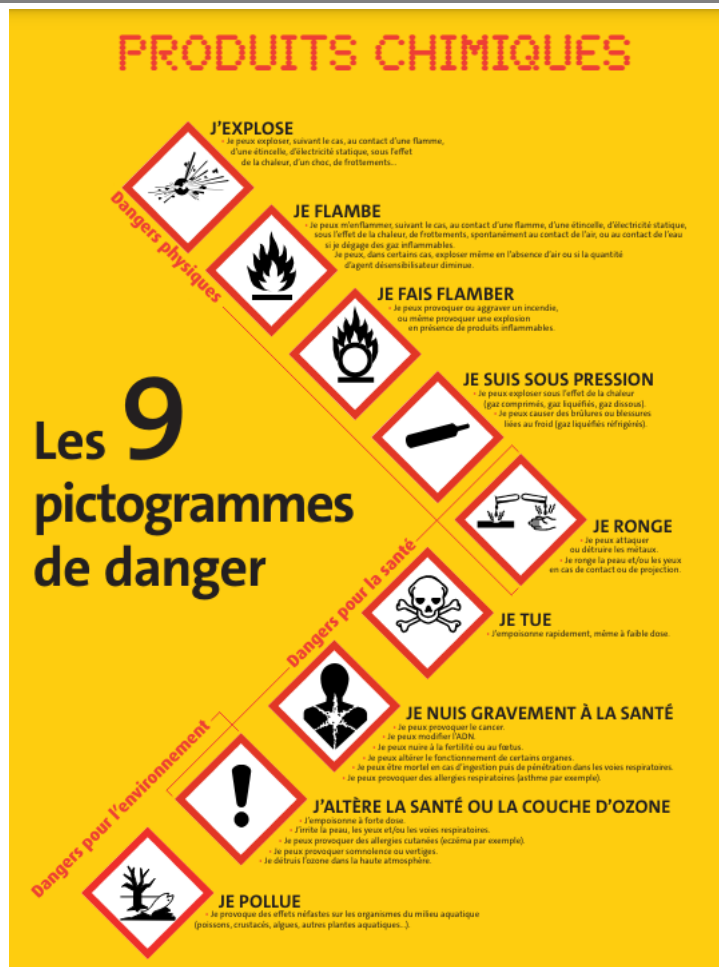 PRODUITS CHIMIQUES
J'EXPLOSE
• Je peux exploser, suivant le cas, au contact d'une flamme,
d'une étincelle, d'électricité statique, sous l'effet
de la chaleur, d'un choc, de frottements...
Dangers physiques
JE FLAMBE
• Je peux m'enflammer, suivant le cas, au contact d'une flamme, d'une étincelle, d'électricité statique,
sous l'effet de la chaleur, de frottements, spontanément au contact de l'air, ou au contact de l'eau
si je dégage des gaz inflammables.
Je peux, dans certains cas, exploser même en l'absence d'air ou si la quantité
d'agent désensibilisateur diminue.
JE FAIS FLAMBER
• Je peux provoquer ou aggraver un incendie,
ou même provoquer une explosion
en présence de produits inflammables.
JE SUIS SOUS PRESSION
• Je peux exploser sous l'effet de la chaleur
(gaz comprimés, gaz liquéfiés, gaz dissous).
• Je peux causer des brûlures ou blessures
liées au froid (gaz liquéfiés réfrigérés).
Les 9
pictogrammes
de danger
JE RONGE
• Je peux attaquer
ou détruire les métaux.
• Je ronge la peau et/ou les yeux
en cas de contact ou de projection.
Dangers pour la santé
JE TUE
• J'empoisonne rapidement, même à faible dose.
JE NUIS GRAVEMENT À LA SANTÉ
• Je peux provoquer le cancer.
• Je peux modifier l'ADN.
• Je peux nuire à la fertilité ou au fœtus.
• Je peux altérer le fonctionnement de certains organes.
• Je peux être mortel en cas d'ingestion puis de pénétration dans les voies respiratoires.
• Je peux provoquer des allergies respiratoires (asthme par exemple).
Dangers pour l'environnement
J'ALTÈRE LA SANTÉ OU LA COUCHE D'OZONE
• J'empoisonne à forte dose.
• J'irrite la peau, les yeux et/ou les voies respiratoires.
• Je peux provoquer des allergies cutanées (eczéma par exemple).
• Je peux provoquer somnolence ou vertiges.
• Je détruis l'ozone dans la haute atmosphère.
JE POLLUE
• Je provoque des effets néfastes sur les organismes du milieu aquatique
(poissons, crustacés, algues, autres plantes aquatiques...).